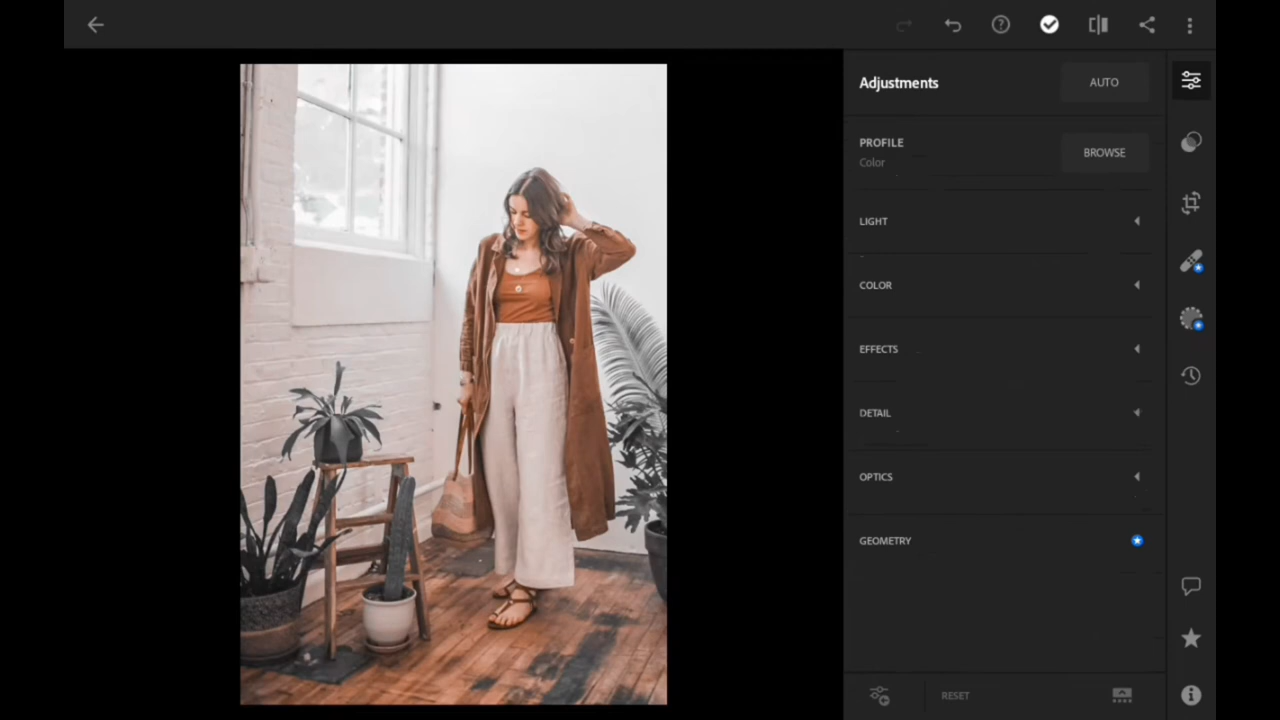 Adjustments
AUTO
PROFILE
Color
BROWSE
LIGHT
COLOR
EFFECTS
DETAIL
OPTICS
GEOMETRY
RESET